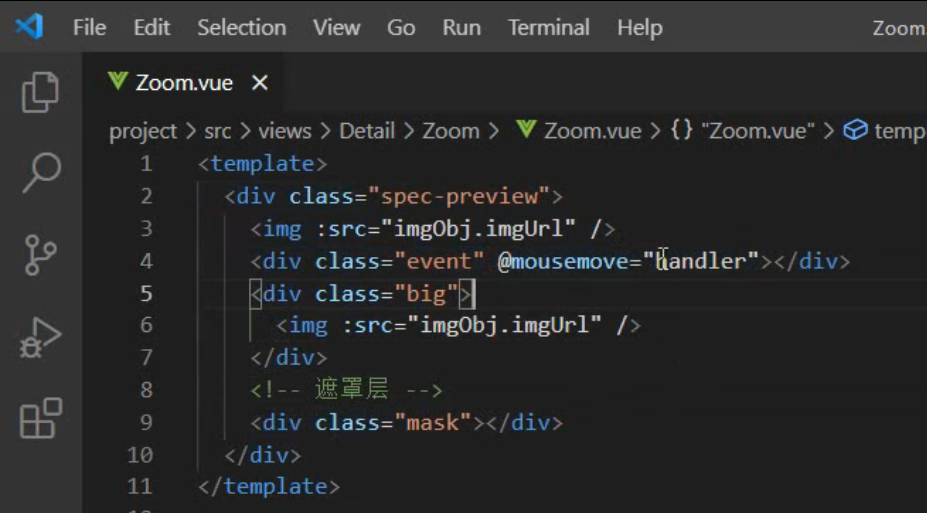 File Edit Selection View Go Run Terminal Help Zoom.
Zoom.vue ×
project > src > views > Detail > Zoom > Zoom.vue > {} "Zoom.vue" > temp
1 <template>
2 <div class="spec-preview">
3 <img :src="imgObj.imgUrl" />
4 <div class="event" @mousemove="handler"></div>
5 <div class="big">
6 <img :src="imgObj.imgUrl" />
7 </div>
8 <!-- 遮罩层 -->
9 <div class="mask"></div>
10 </div>
11 </template>